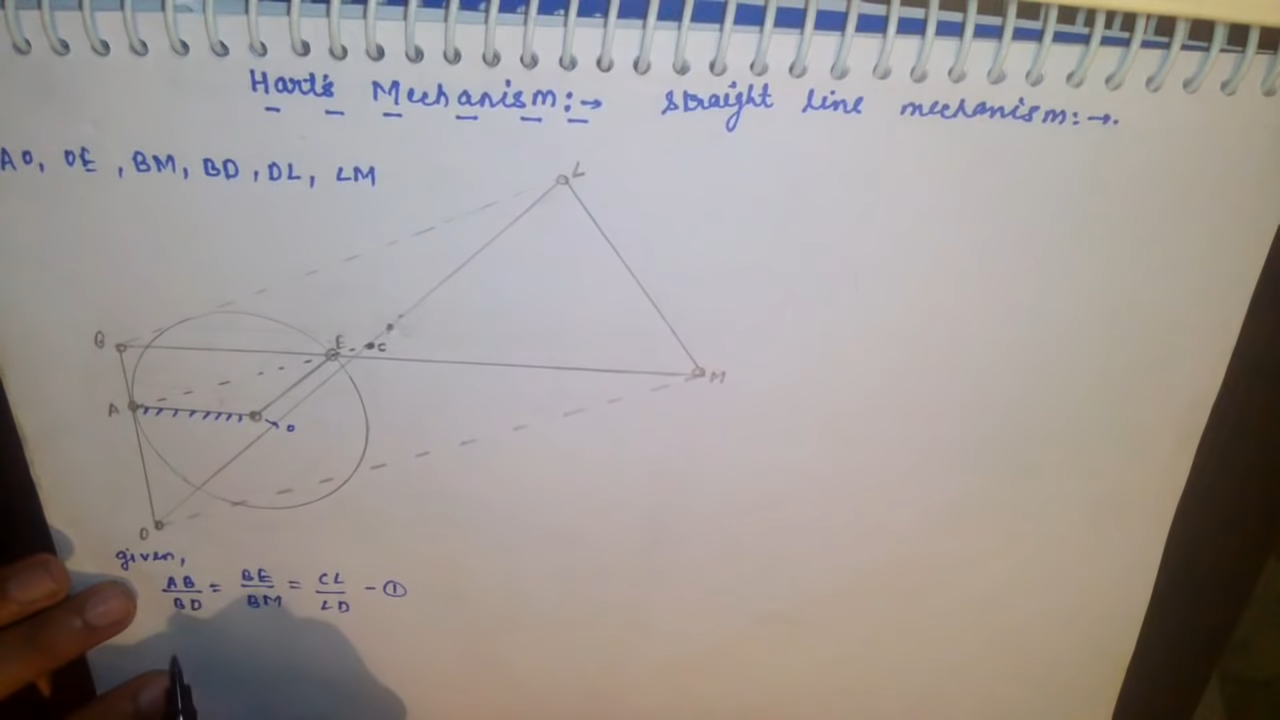 Hart's Mechanism:→ straight line mechanism:→.
AO, OE, BM, BD, DL, LM
L
B
E
C
M
A
O
D
given,
AB/BD = BE/BM = CL/LD - ①